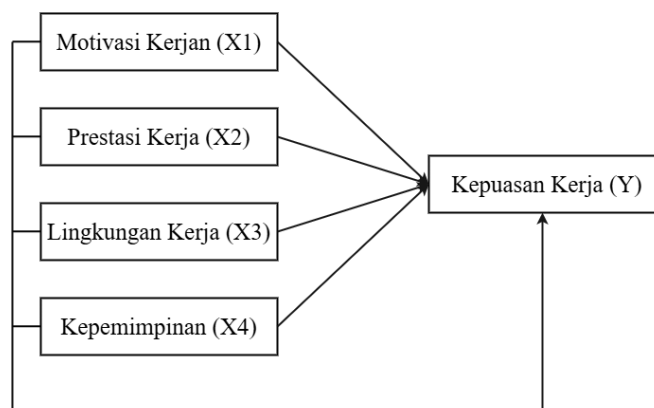 Motivasi Kerjan (X1)
Prestasi Kerja (X2)
Kepuasan Kerja (Y)
Lingkungan Kerja (X3)
Kepemimpinan (X4)